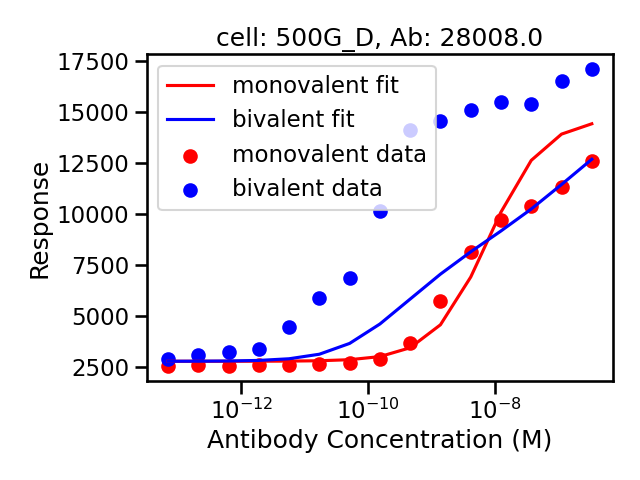 cell: 500G_D, Ab: 28008.0
17500
15000
12500
10000
7500
5000
2500
Response
monovalent fit
bivalent fit
monovalent data
bivalent data
10⁻¹² 10⁻¹⁰ 10⁻⁸
Antibody Concentration (M)